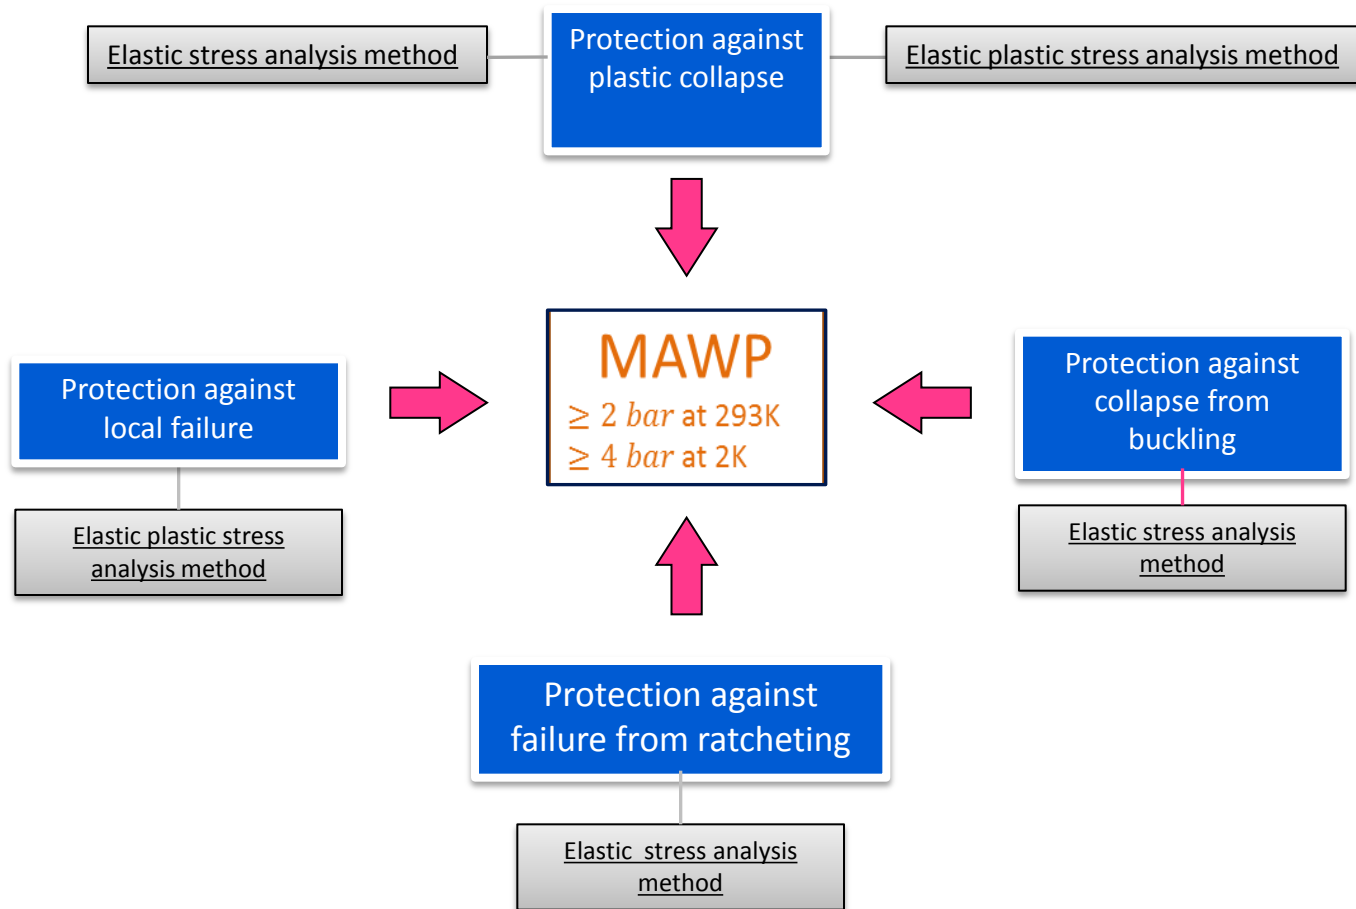 Protection against
plastic collapse
Elastic stress analysis method
Elastic plastic stress analysis method
MAWP
≥ 2 bar at 293K
≥ 4 bar at 2K
Protection against
local failure
Elastic plastic stress
analysis method
Protection against
collapse from
buckling
Elastic stress analysis
method
Protection against
failure from ratcheting
Elastic  stress analysis
method